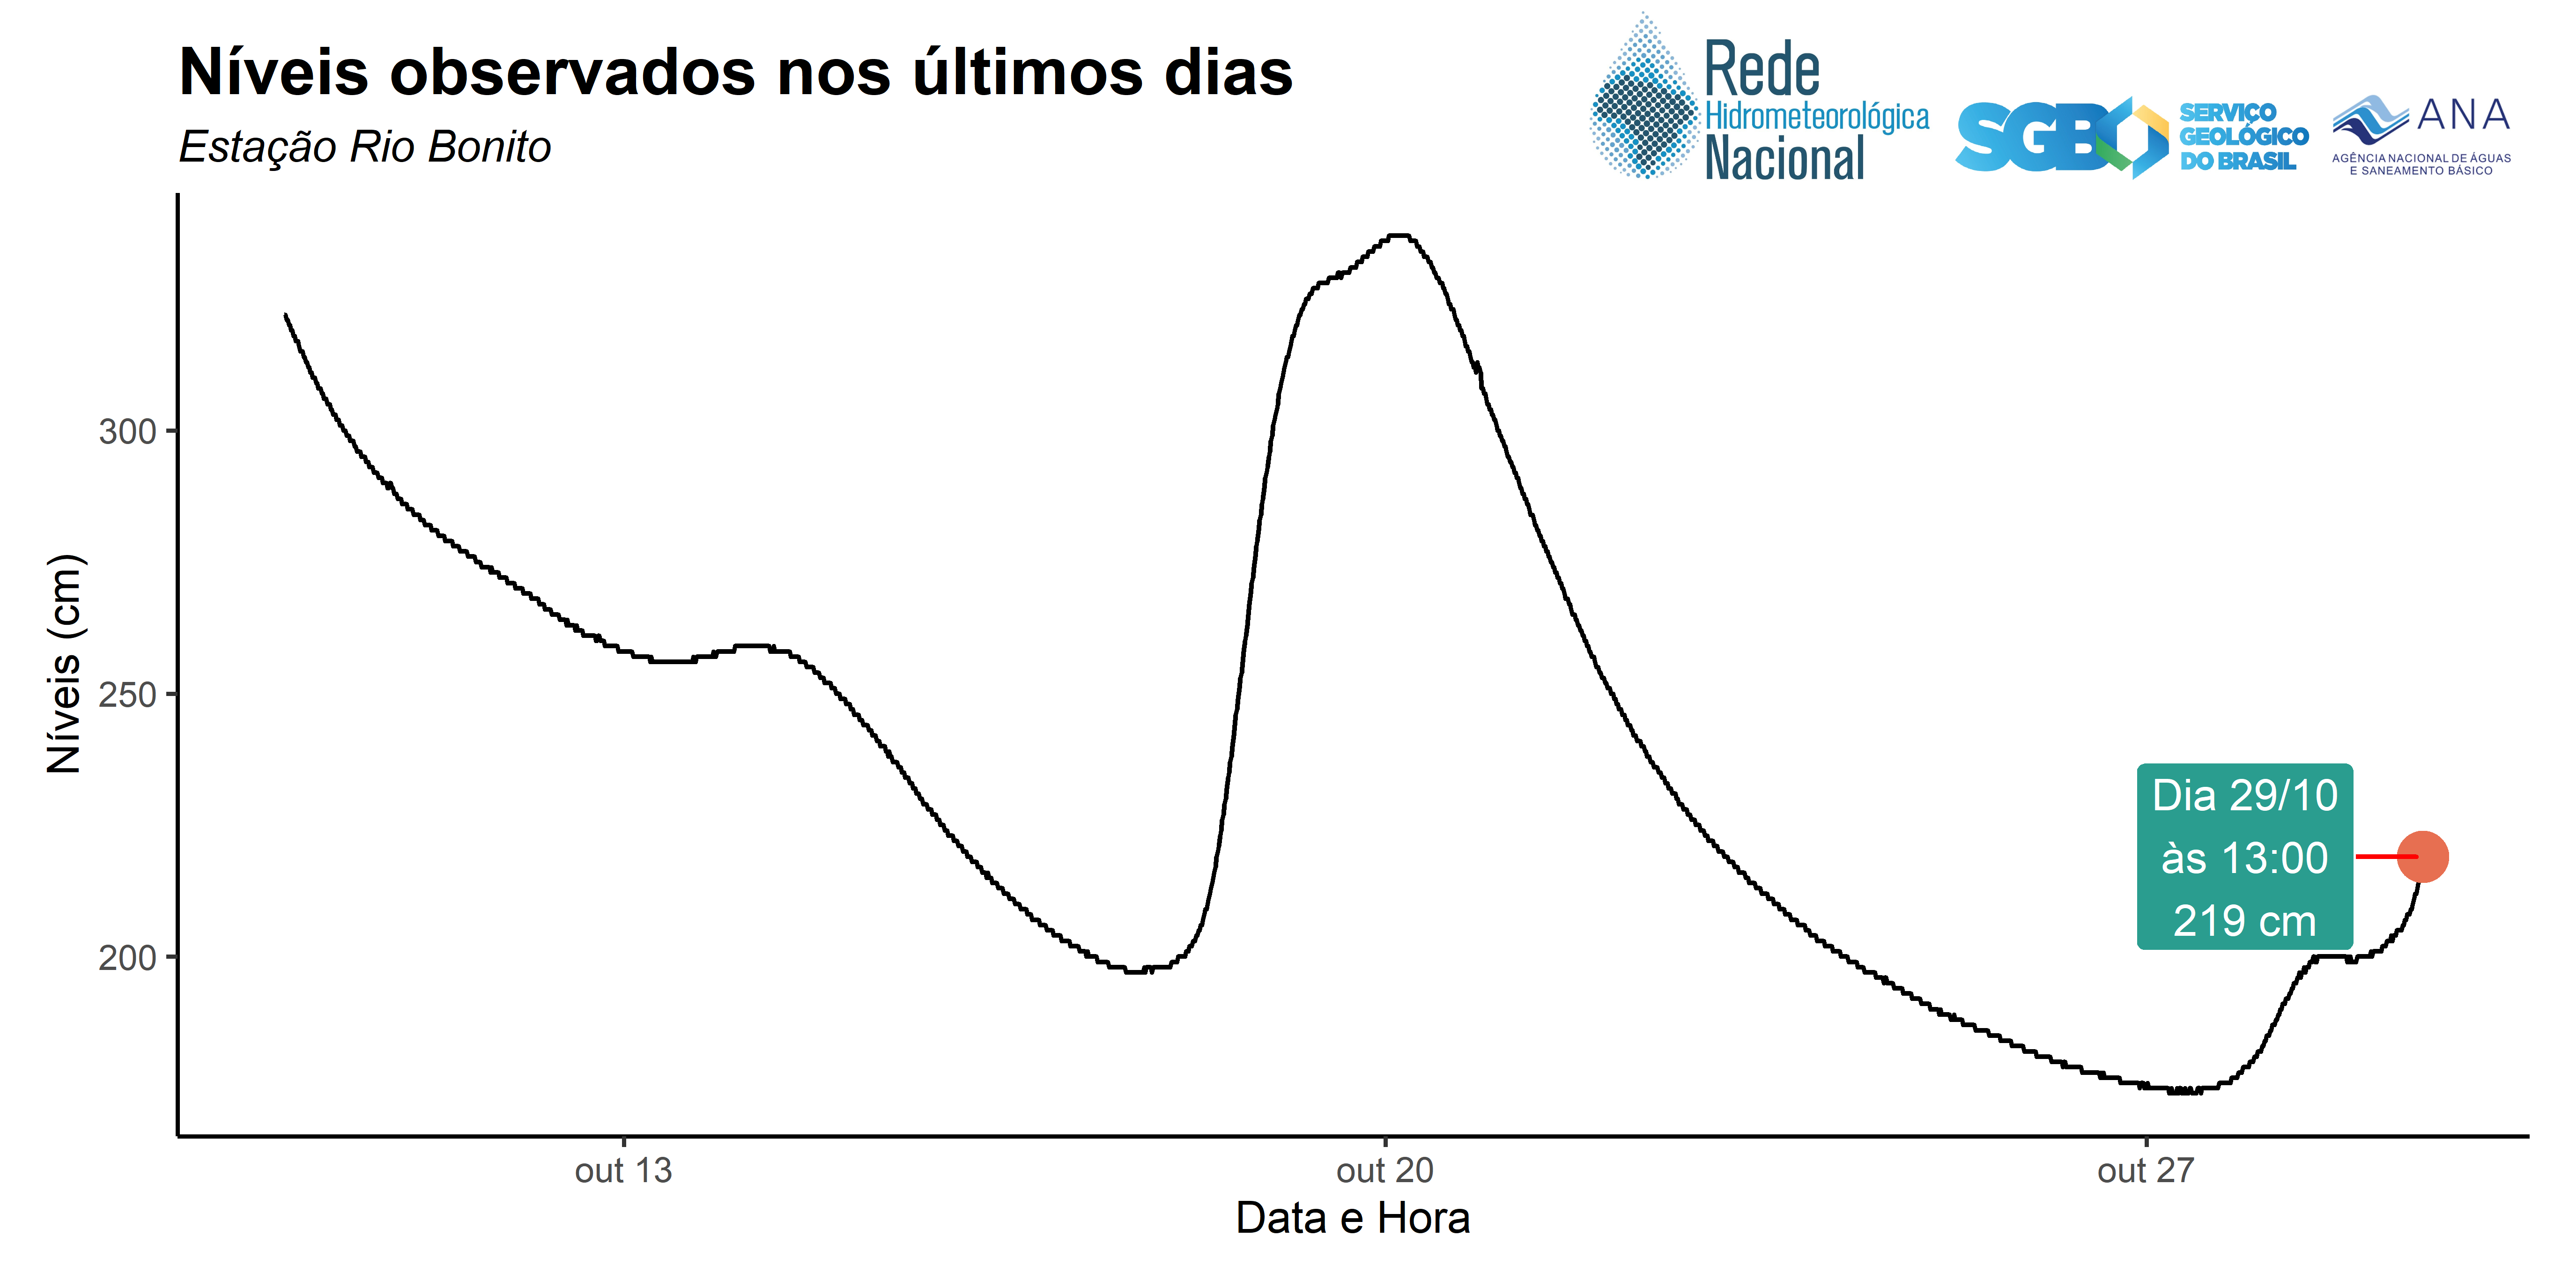 Níveis observados nos últimos dias
Estação Rio Bonito
Rede
Hidrometeorológica
Nacional
SGB
SERVIÇO
GEOLÓGICO
DO BRASIL
ANA
AGÊNCIA NACIONAL DE ÁGUAS
E SANEAMENTO BÁSICO
Níveis (cm)
300
250
200
Dia 29/10
às 13:00
219 cm
out 13
out 20
out 27
Data e Hora